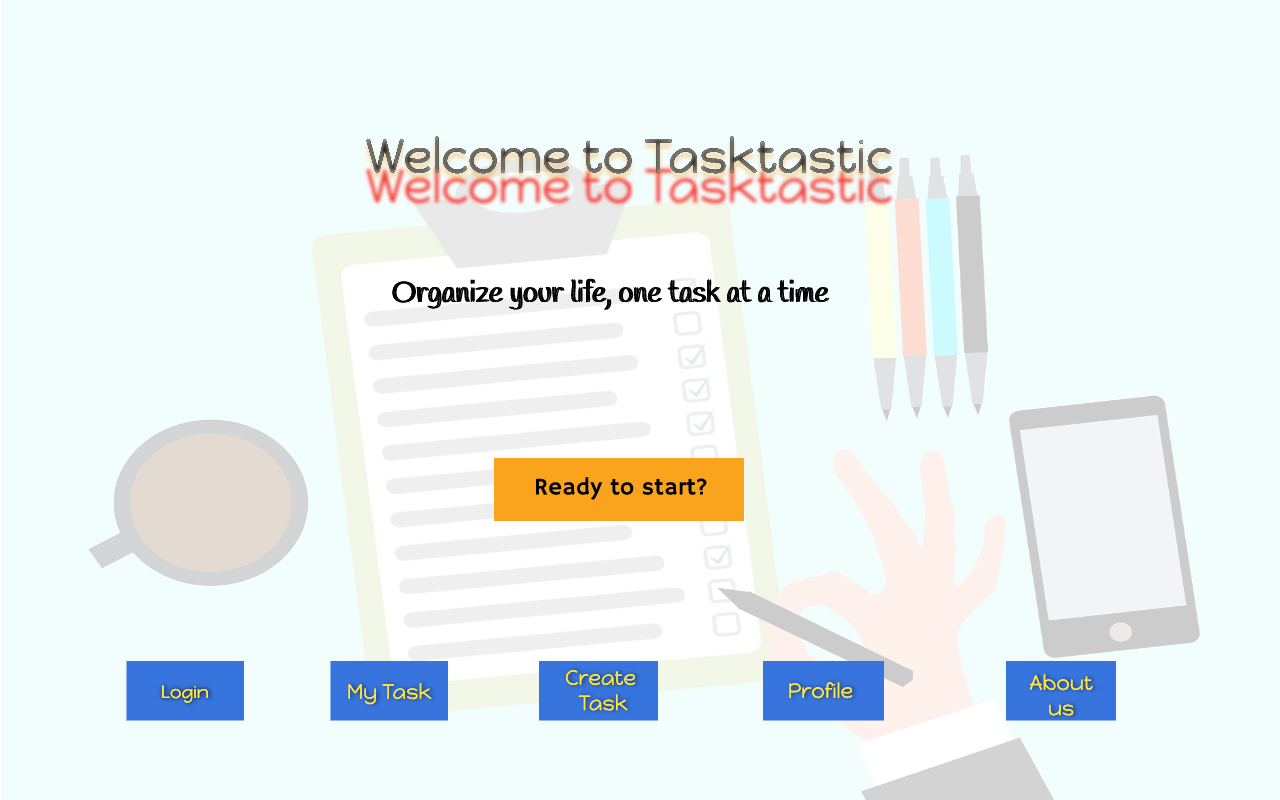 Welcome to Tasktastic
Welcome to Tasktastic
Organize your life, one task at a time
Ready to start?
Login
My Task
Create
Task
Profile
About
us